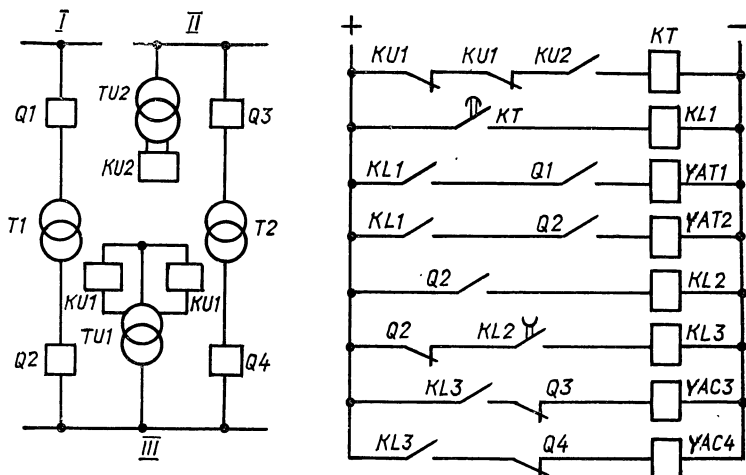 I II
Q1 TU2 Q3
KU2
T1 T2
KU1 KU1
TU1
Q2 Q4
III
+ −
KU1 KU1 KU2 KT
KT KL1
KL1 Q1 YAT1
KL1 Q2 YAT2
Q2 KL2
Q2 KL2 KL3
KL3 Q3 YAC3
KL3 Q4 YAC4